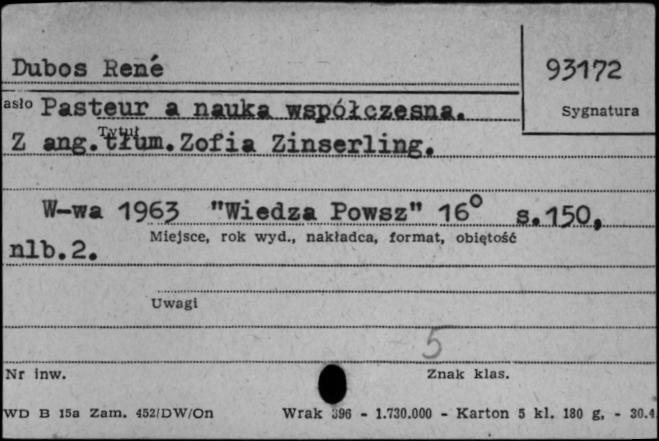 Dubos René
93172
asło Pasteur a nauka współczesna.
Sygnatura
Tytuł
Z ang. tłum. Zofia Zinserling.
W-wa 1963 "Wiedza Powsz" 16° s.150,
Miejsce, rok wyd., nakładca, format, objętość
nlb.2.
Uwagi
5
Nr inw.
Znak klas.
WD B 15a Zam. 452/DW/On
Wrak 396 - 1.730.000 - Karton 5 kl. 180 g. - 30.4